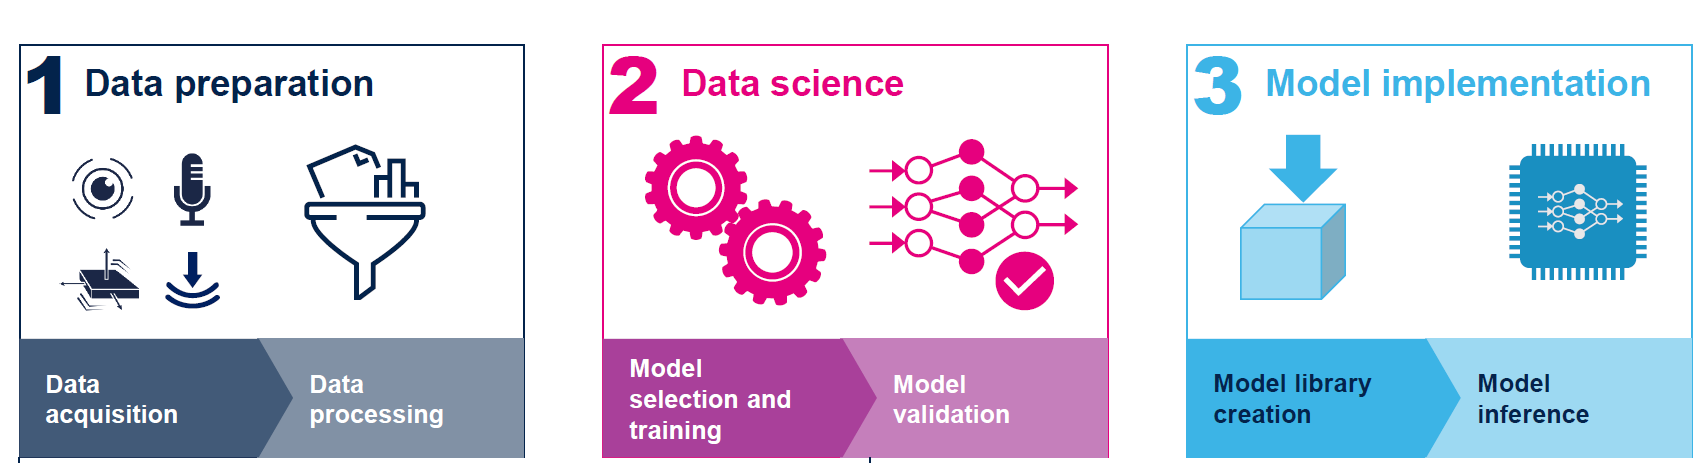 1 Data preparation
Data
acquisition
Data
processing
2 Data science
Model
selection and
training
Model
validation
3 Model implementation
Model library
creation
Model
inference